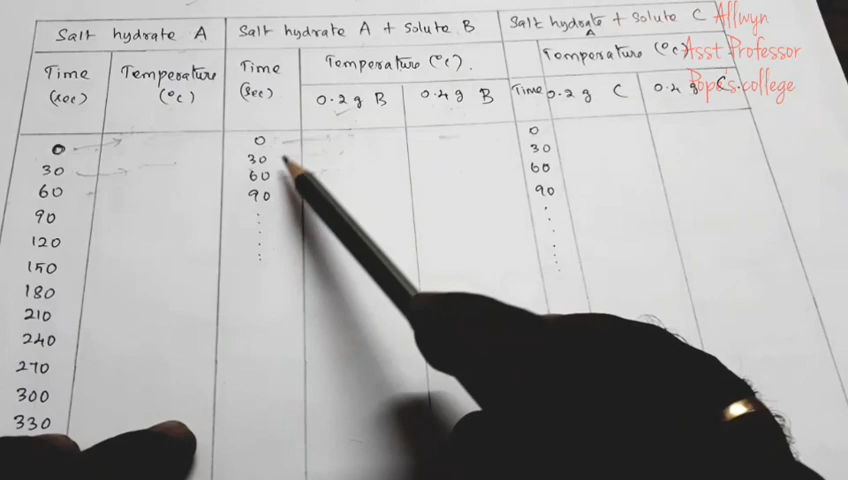 Salt hydrate A
Time
(sec)
Temperature
(°C)
0
30
60
90
120
150
180
210
240
270
300
330
Salt hydrate A + Solute B
Time
(sec)
Temperature (°C).
0.2 g B
0.4 g B
0
30
60
90
Salt hydrate A + Solute C
Time
Temperature (°C)
0.2 g C
0.4 g C.
0
30
60
90
Allwyn
Asst Professor
Pope's college